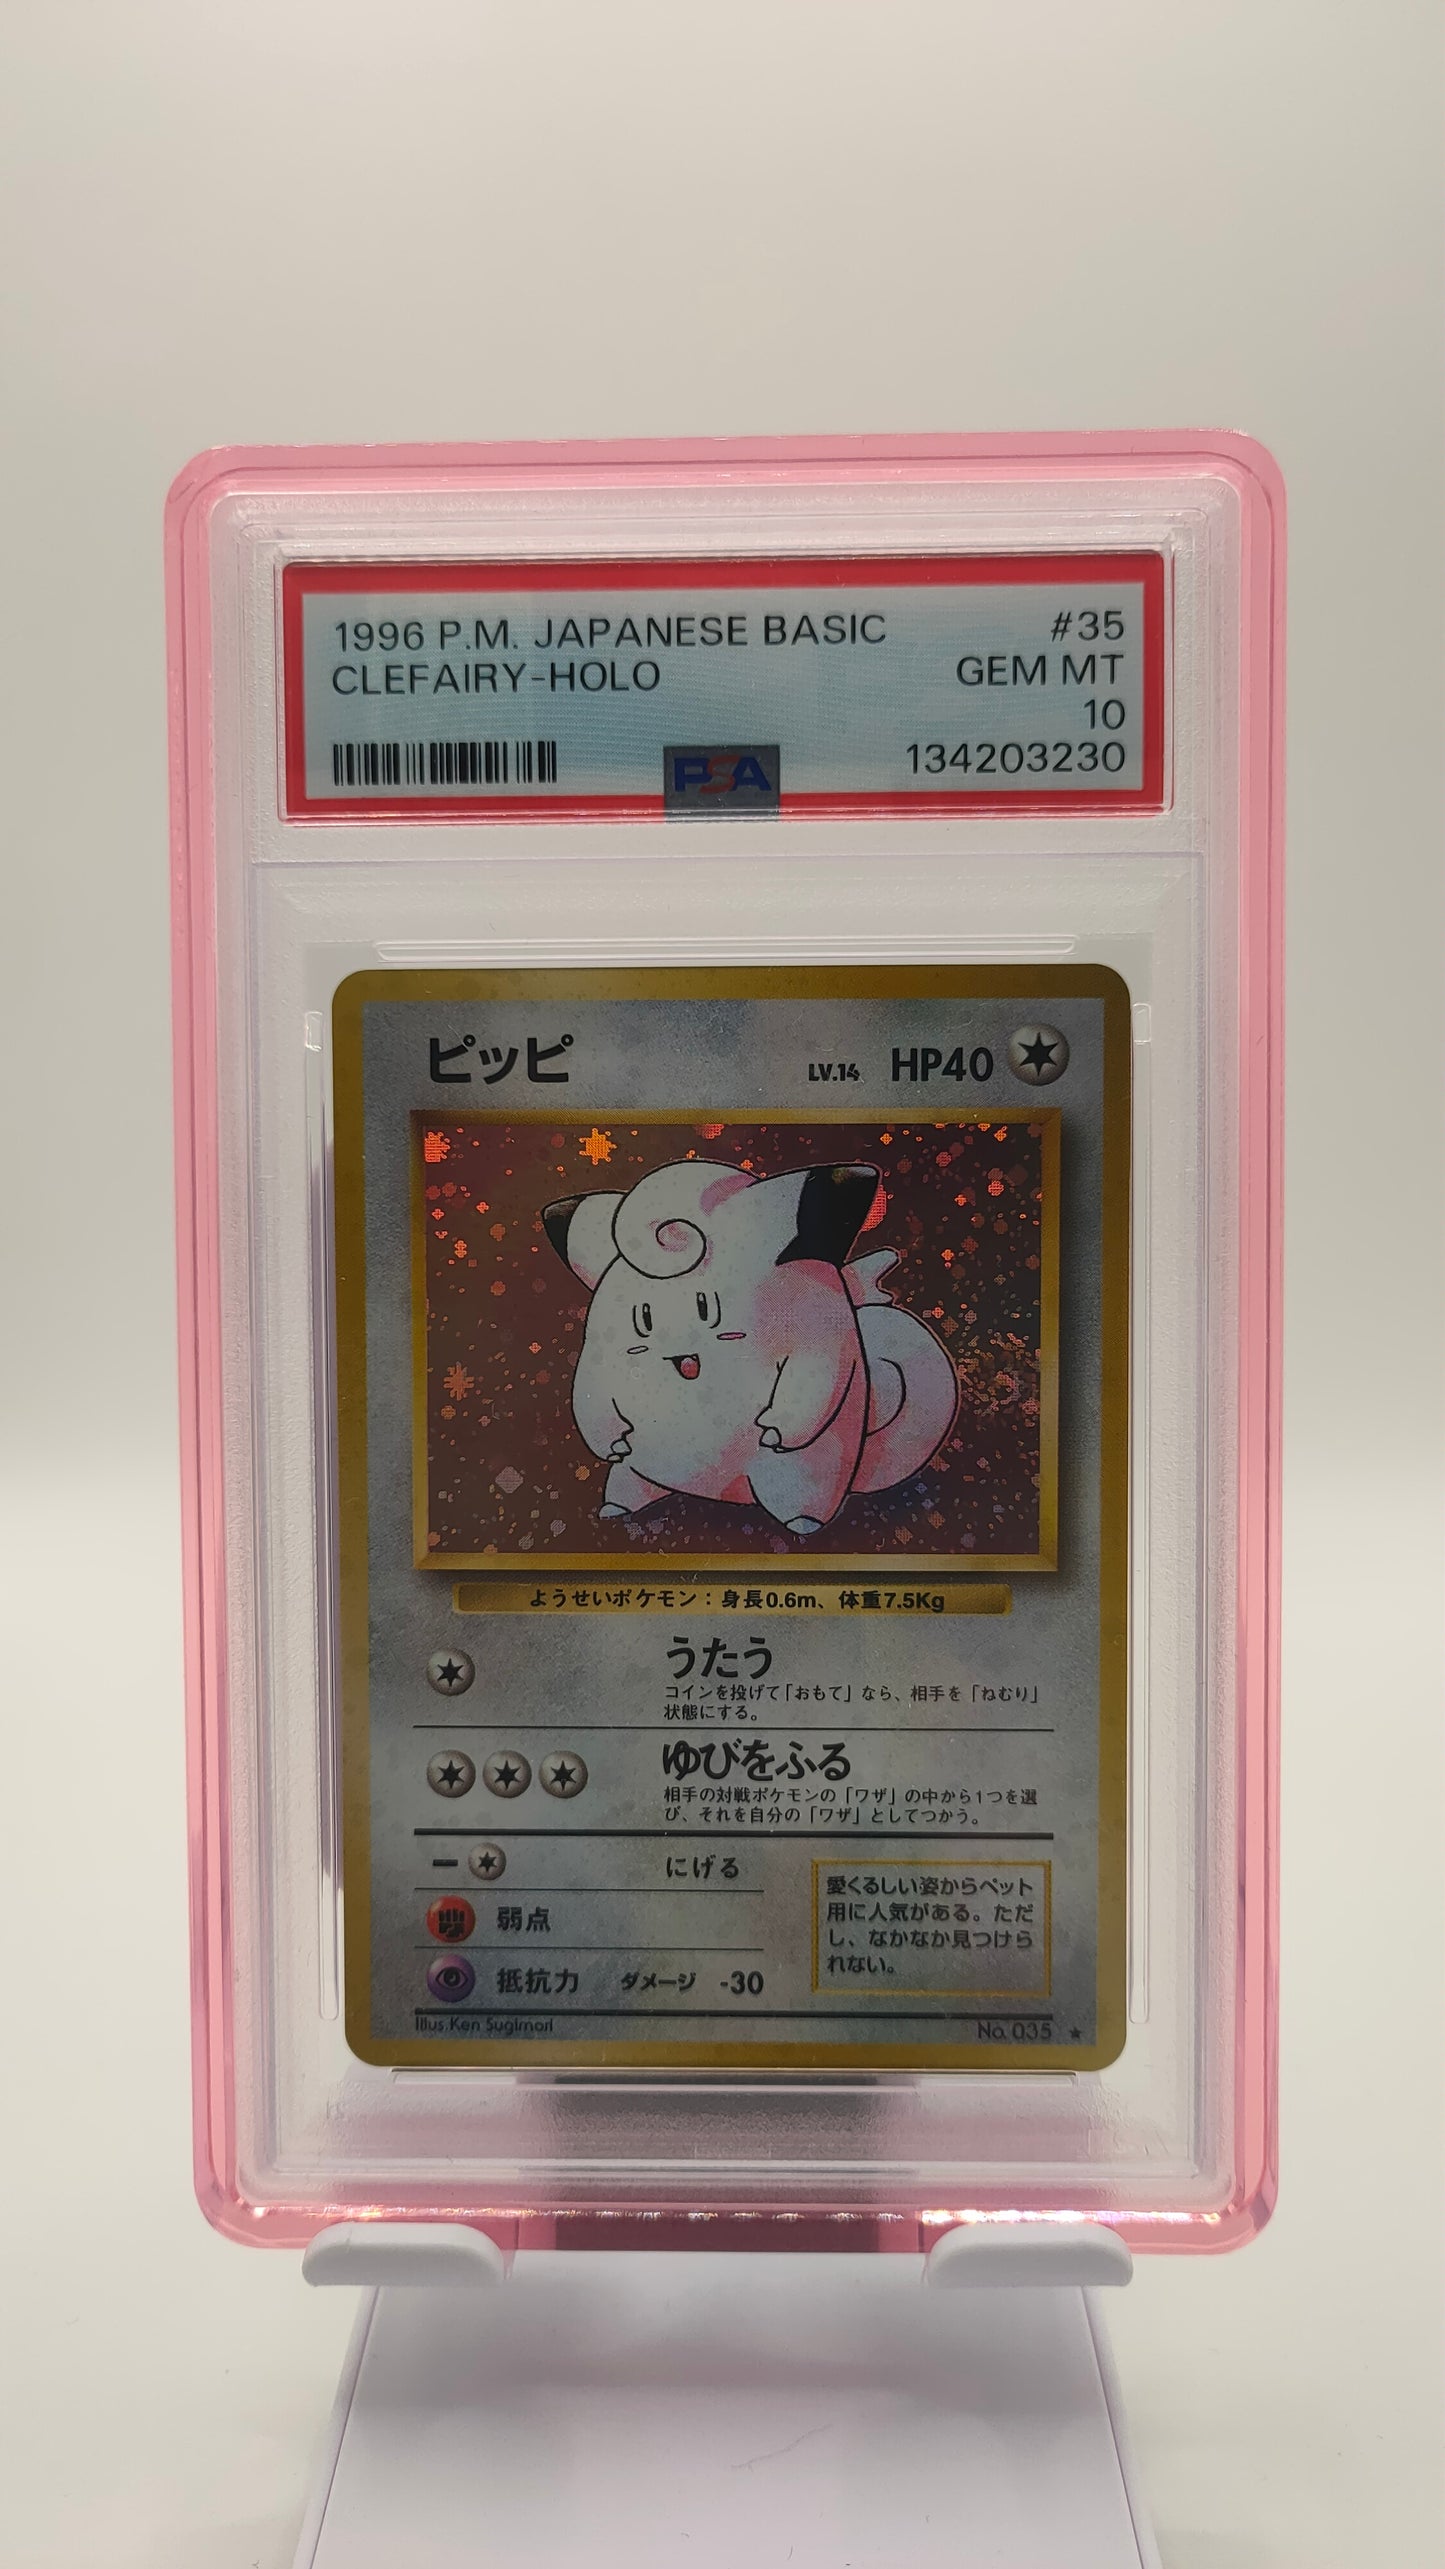 1996 P.M. JAPANESE BASIC #35
CLEFAIRY-HOLO GEM MT
10
134203230
PSA
ピッピ LV.14 HP40
ようせいポケモン：身長0.6m、体重7.5Kg
うたう
コインを投げて「おもて」なら、相手を「ねむり」
状態にする。
ゆびをふる
相手の対戦ポケモンの「ワザ」の中から1つを選
び、それを自分の「ワザ」としてつかう。
にげる
弱点
抵抗力 ダメージ -30
愛くるしい姿からペット
用に人気がある。ただ
し、なかなか見つけら
れない。
Illus. Ken Sugimori No. 035 ★